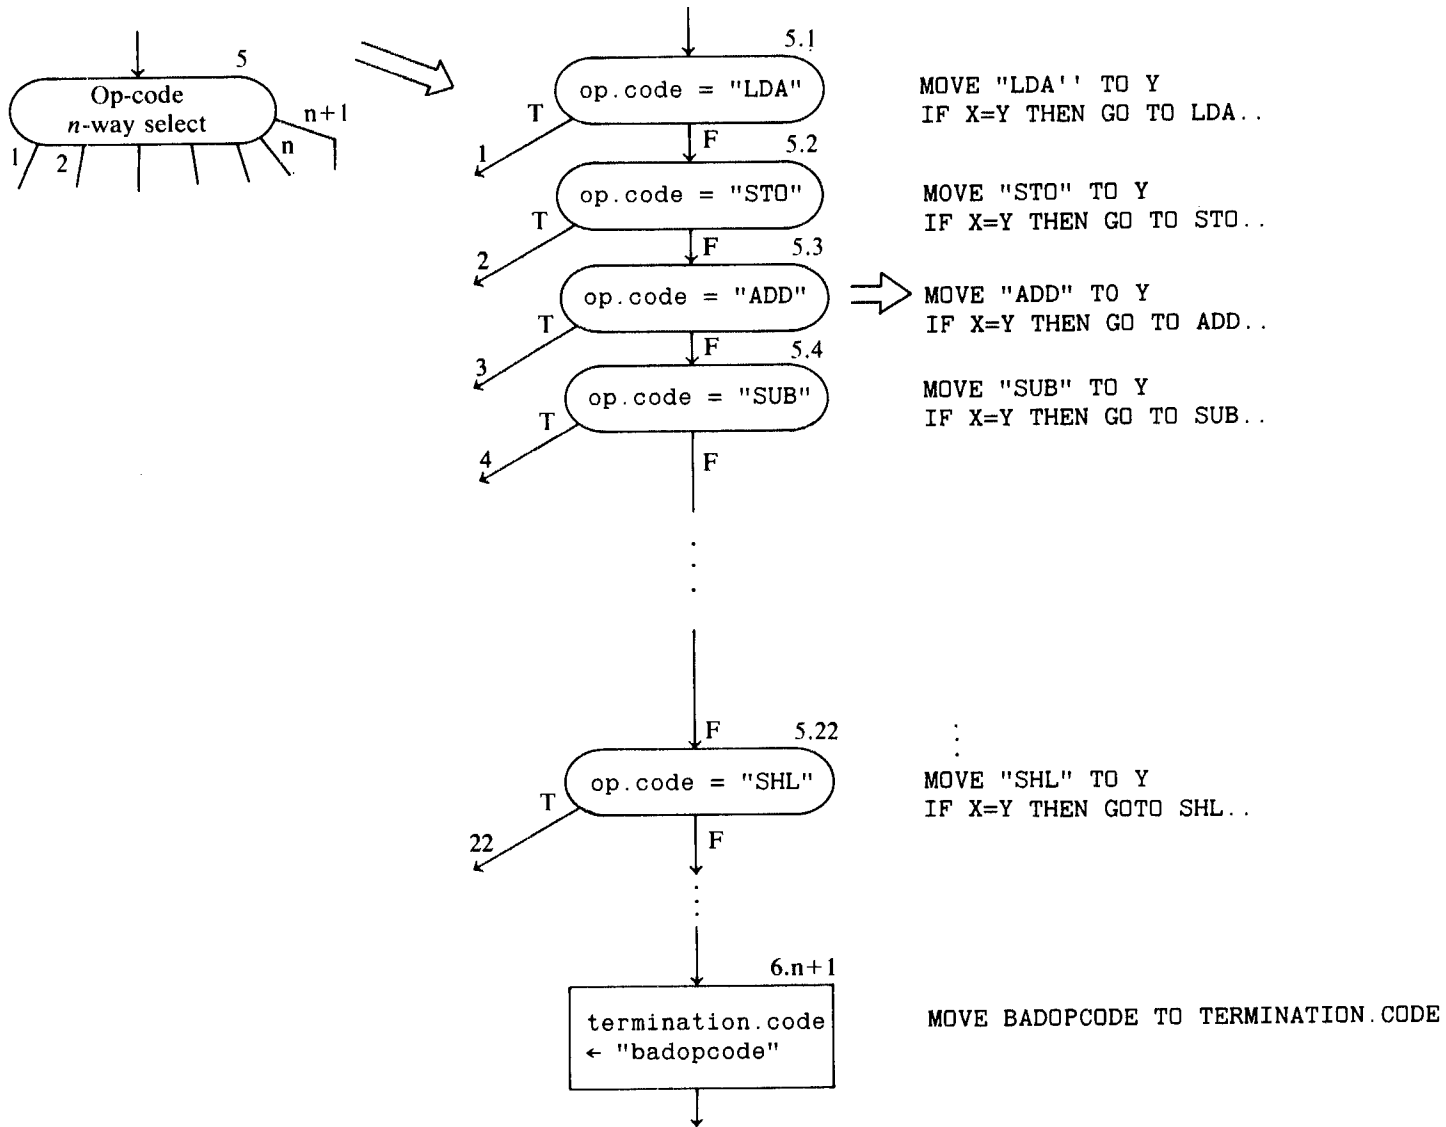 5
Op-code
n-way select
n+1
1
2
n
5.1
op.code = "LDA"
T
1
F
MOVE "LDA'' TO Y
IF X=Y THEN GO TO LDA..
5.2
op.code = "STO"
T
2
F
MOVE "STO" TO Y
IF X=Y THEN GO TO STO..
5.3
op.code = "ADD"
T
3
F
MOVE "ADD" TO Y
IF X=Y THEN GO TO ADD..
5.4
op.code = "SUB"
T
4
F
MOVE "SUB" TO Y
IF X=Y THEN GO TO SUB..
F
5.22
op.code = "SHL"
T
22
F
MOVE "SHL" TO Y
IF X=Y THEN GOTO SHL..
6.n+1
termination.code
← "badopcode"
MOVE BADOPCODE TO TERMINATION.CODE